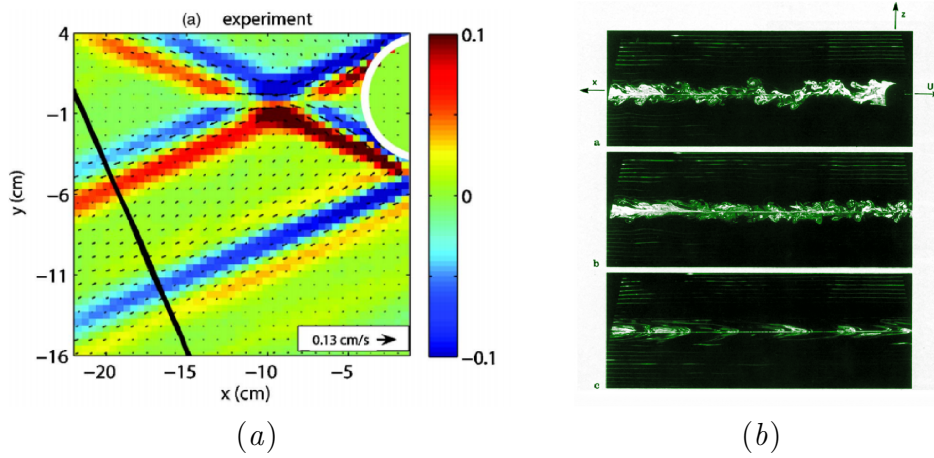 (a) experiment
4
−1
−6
−11
−16
y (cm)
−20
−15
−10
−5
x (cm)
0.13 cm/s
0.1
0
−0.1
(a)
z
x
U
a
b
c
(b)